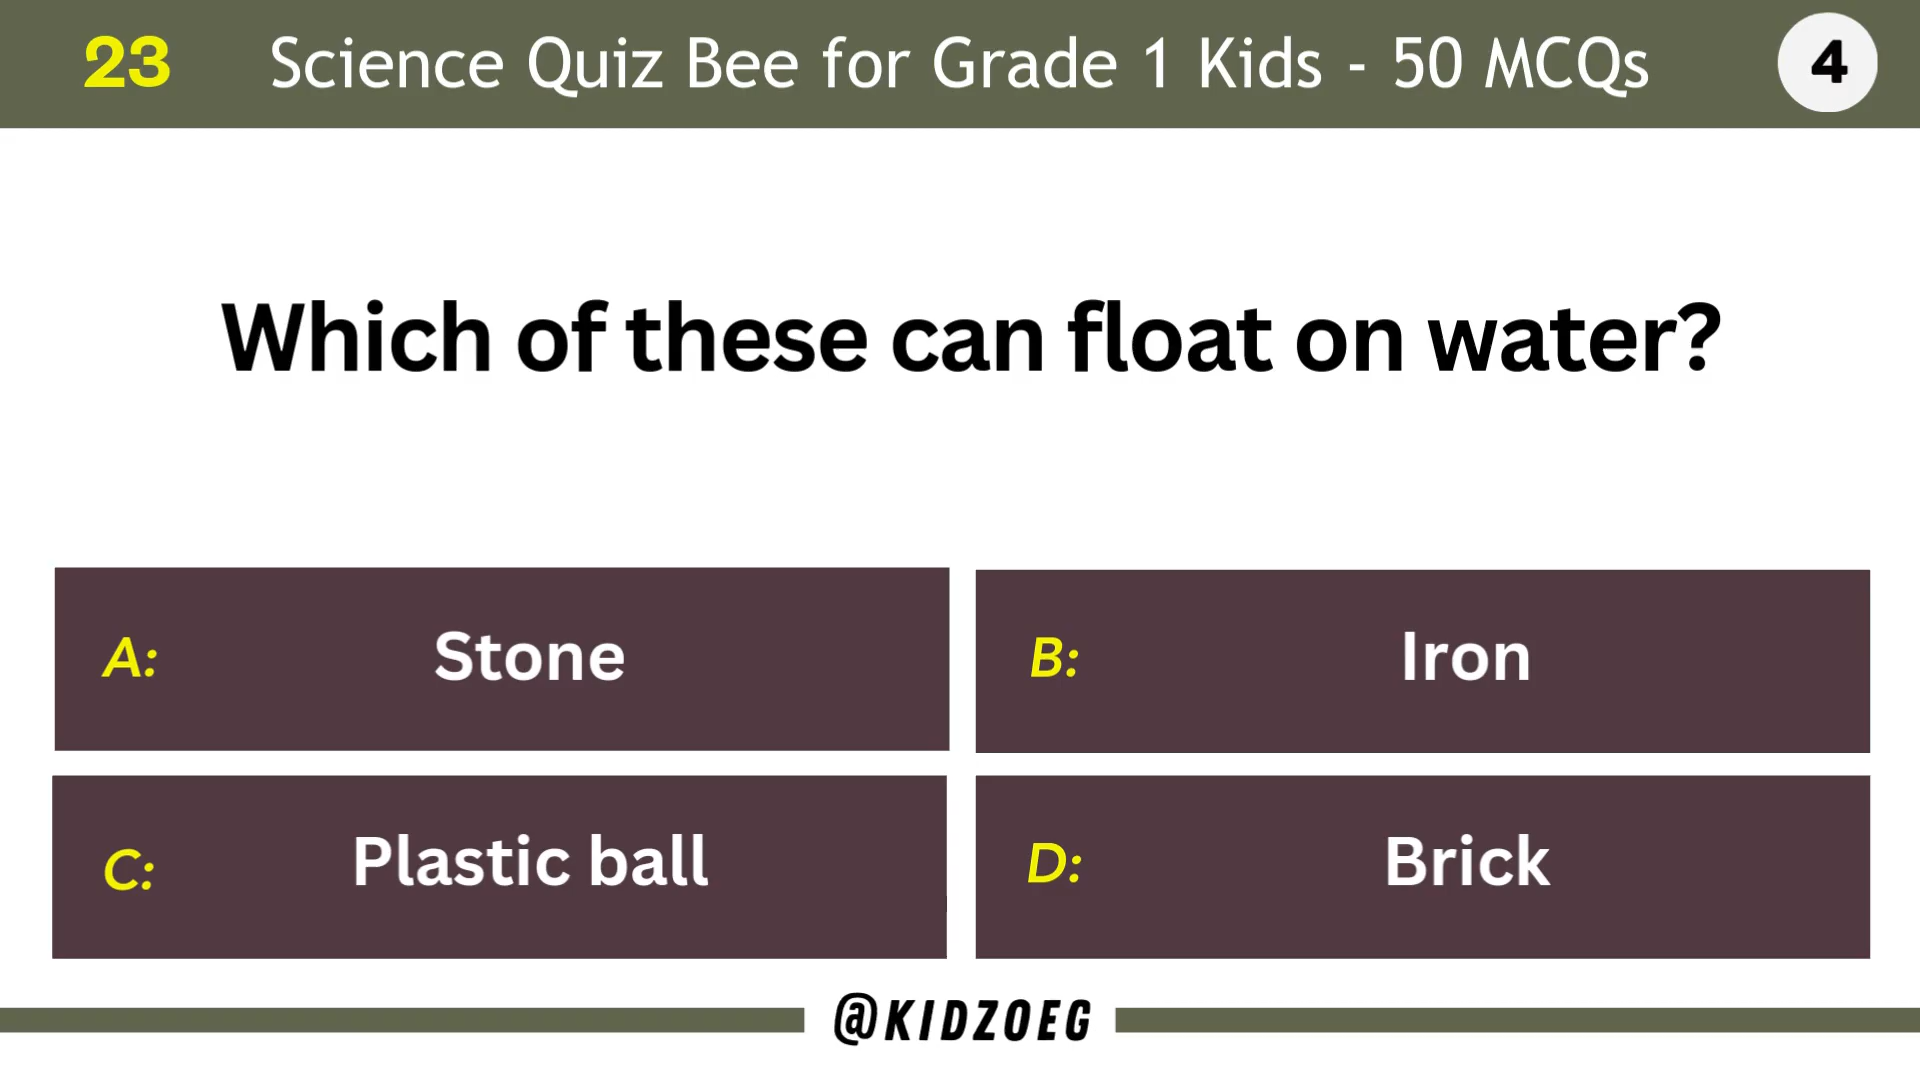 23
Science Quiz Bee for Grade 1 Kids - 50 MCQs
4
Which of these can float on water?
A: Stone
B: Iron
C: Plastic ball
D: Brick
@KIDZOEG